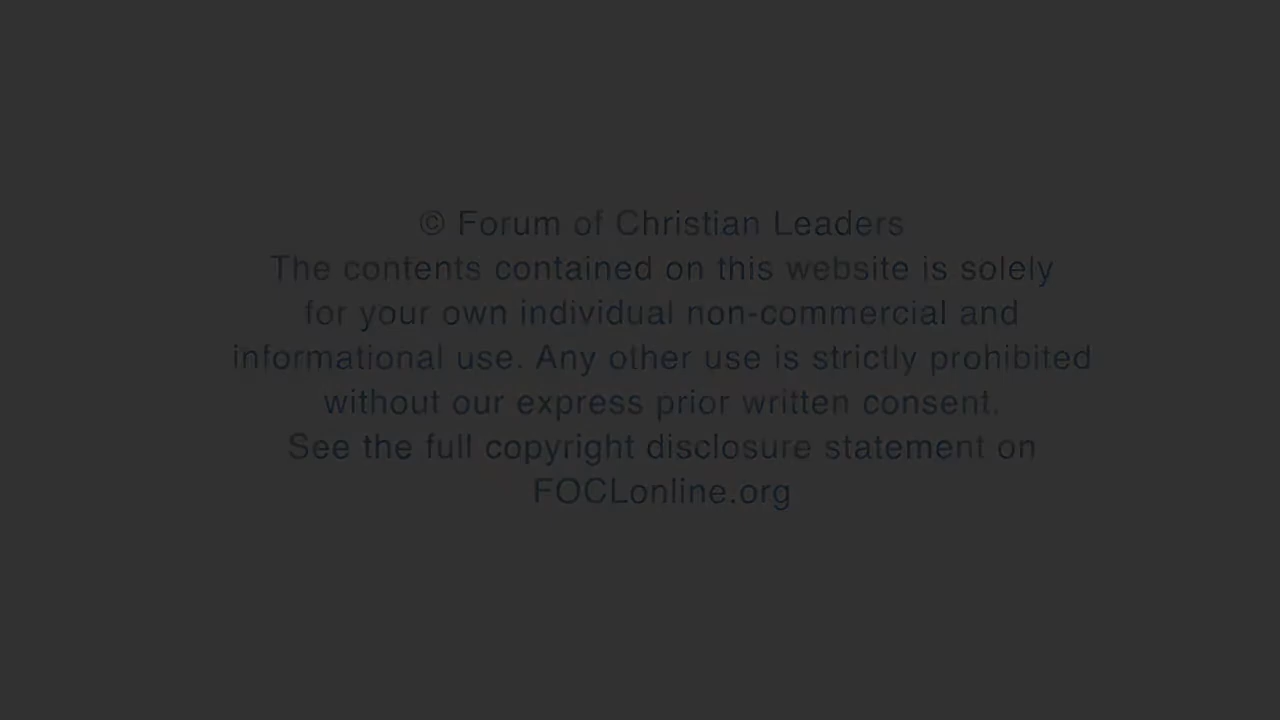 © Forum of Christian Leaders
The contents contained on this website is solely
for your own individual non-commercial and
informational use. Any other use is strictly prohibited
without our express prior written consent.
See the full copyright disclosure statement on
FOCLonline.org